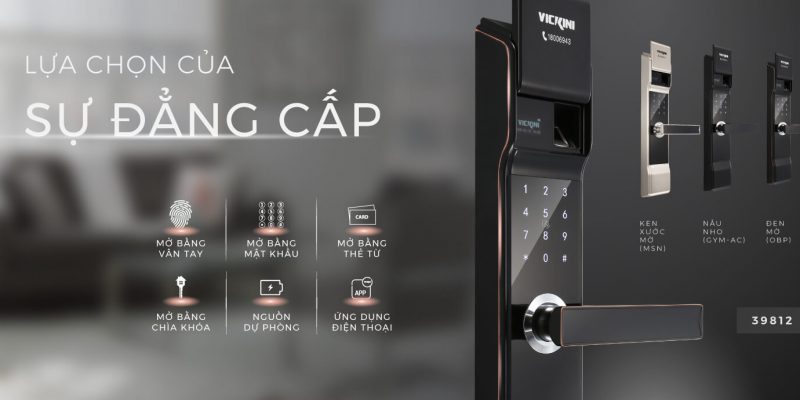 LỰA CHỌN CỦA
SỰ ĐẲNG CẤP
MỞ BẰNG
VÂN TAY
MỞ BẰNG
MẬT KHẨU
CARD
MỞ BẰNG
THẺ TỪ
MỞ BẰNG
CHÌA KHÓA
NGUỒN
DỰ PHÒNG
APP
ỨNG DỤNG
ĐIỆN THOẠI
VICKINI
18006943
VICKINI
1 2 3
4 5 6
7 8 9
* 0 #
KEN
XƯỚC
MỜ
(MSN)
NÂU
NHO
(GYM-AC)
ĐEN
MỜ
(OBP)
39812